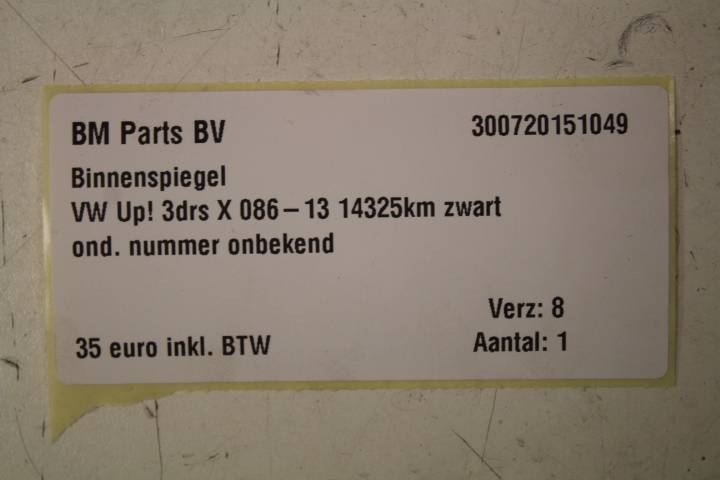 BM Parts BV 300720151049
Binnenspiegel
VW Up! 3drs X 086-13 14325km zwart
ond. nummer onbekend
Verz: 8
35 euro inkl. BTW Aantal: 1